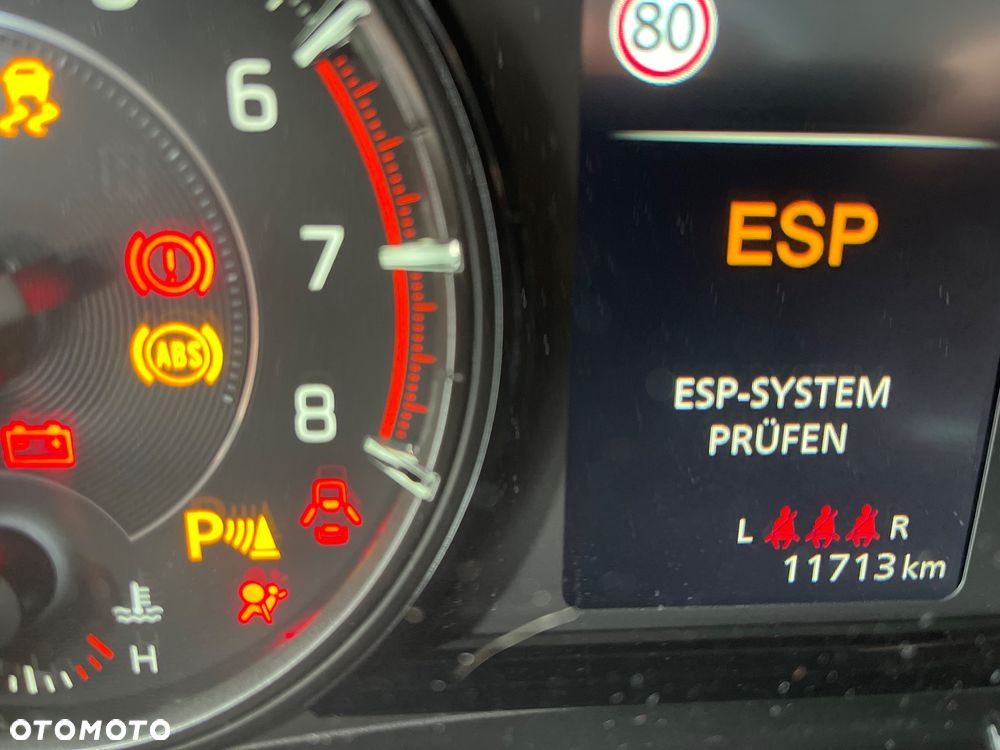 80
6
ESP
7
ABS
ESP-SYSTEM
PRÜFEN
8
P
L R
11713 km
H
OTOMOTO